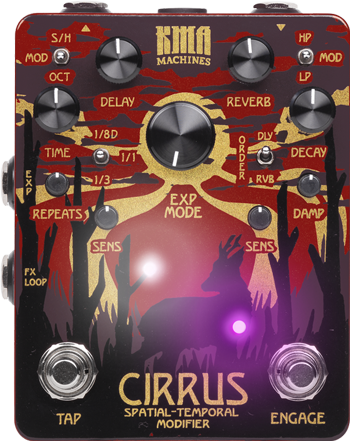 S/H
MOD
OCT
KMA
MACHINES
HP
MOD
LP
DELAY
REVERB
TIME
1/8D
1/1
1/3
ORDER
DLY
RVB
DECAY
EXP
REPEATS
EXP
MODE
DAMP
SENS
SENS
FX
LOOP
CIRRUS
SPATIAL-TEMPORAL
MODIFIER
TAP
ENGAGE